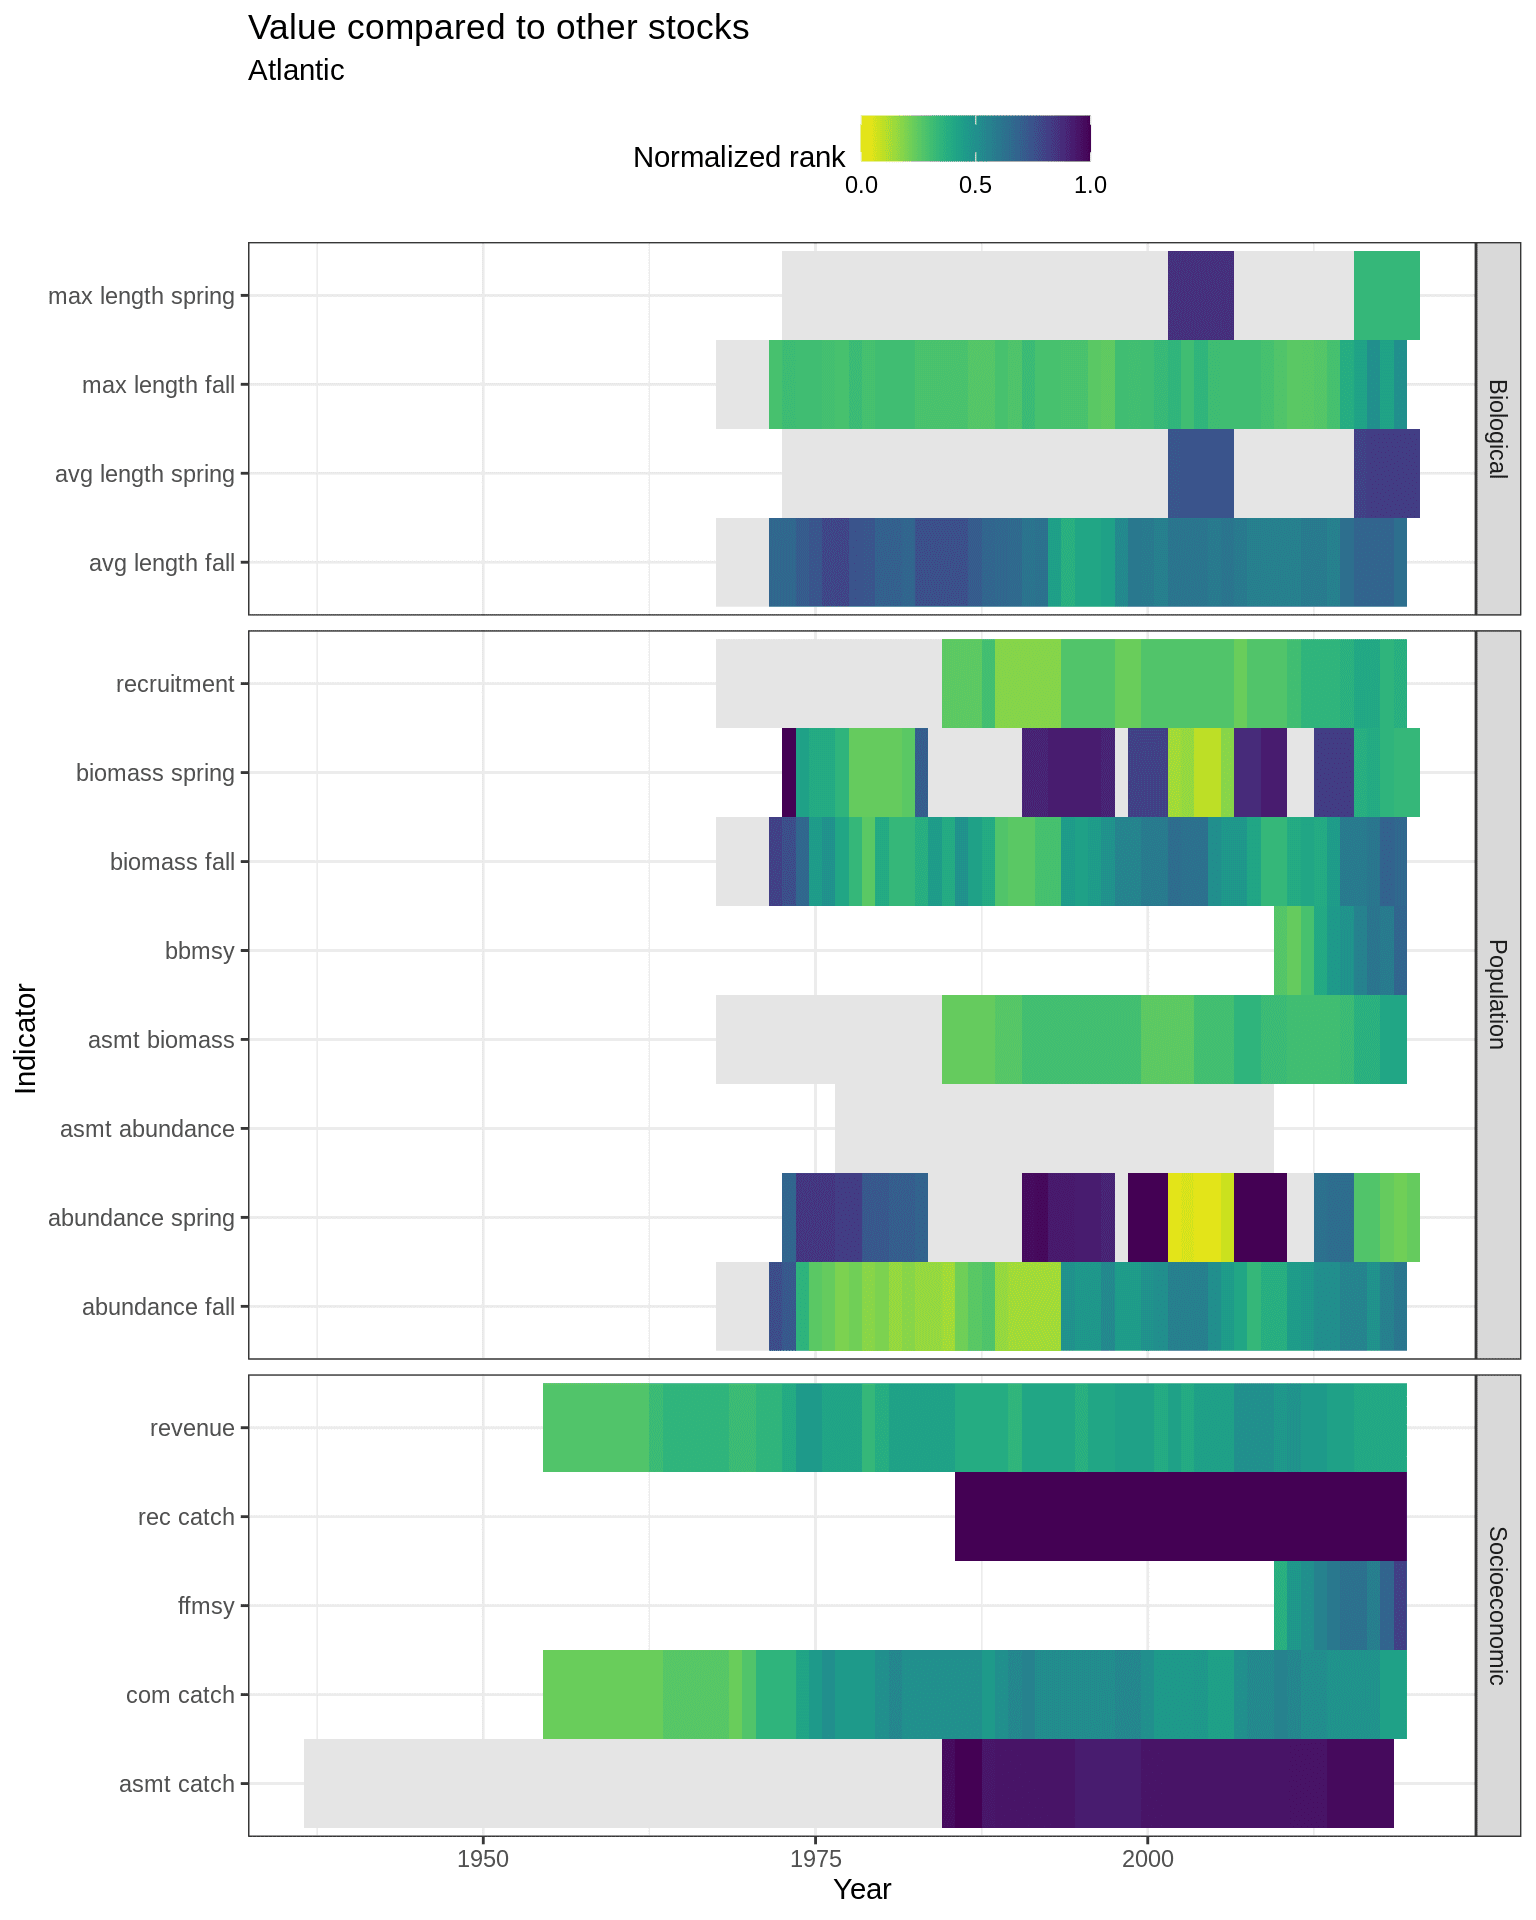 Value compared to other stocks
Atlantic
Normalized rank
0.0 0.5 1.0
max length spring
max length fall
avg length spring
avg length fall
Biological
recruitment
biomass spring
biomass fall
bbmsy
asmt biomass
asmt abundance
abundance spring
abundance fall
Population
revenue
rec catch
ffmsy
com catch
asmt catch
Socioeconomic
Indicator
1950 1975 2000
Year